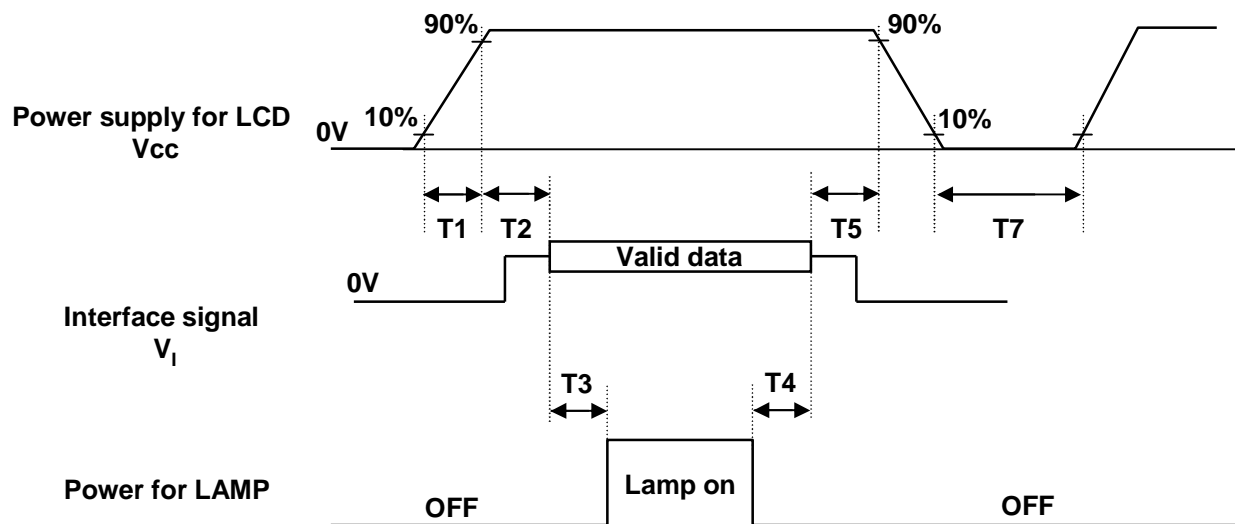 90%
90%
Power supply for LCD
Vcc
0V
10%
10%
T1
T2
T5
T7
Valid data
0V
Interface signal
VI
T3
T4
Power for LAMP
OFF
Lamp on
OFF